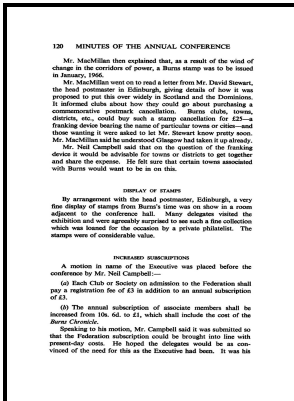 120 MINUTES OF THE ANNUAL CONFERENCE
Mr. MacMillan then explained that, as a result of the wind of
change in the corridors of power, a Burns stamp was to be issued
in January, 1966.
Mr. MacMillan went on to read a letter from Mr. David Stewart,
the head postmaster in Edinburgh, giving details of how it was
proposed to put this over widely in Scotland and the Dominions.
It informed clubs about how they could go about purchasing a
commemorative postmark cancellation. Burns clubs, towns,
districts, etc., could buy such a stamp cancellation for £25—a
franking device bearing the name of particular towns or cities—and
those wanting it were asked to let Mr. Stewart know pretty soon.
Mr. MacMillan said he understood Glasgow had taken it up already.
Mr. Neil Campbell said that on the question of the franking
device it would be advisable for towns or districts to get together
and share the expense. He felt sure that certain towns associated
with Burns would want to be in on this.
DISPLAY OF STAMPS
By arrangement with the head postmaster, Edinburgh, a very
fine display of stamps from Burns's time was on show in a room
adjacent to the conference hall. Many delegates visited the
exhibition and were agreeably surprised to see such a fine collection
which was loaned for the occasion by a private philatelist. The
stamps were of considerable value.
INCREASED SUBSCRIPTIONS
A motion in name of the Executive was placed before the
conference by Mr. Neil Campbell:—
(a) Each Club or Society on admission to the Federation shall
pay a registration fee of £3 in addition to an annual subscription
of £3.
(b) The annual subscription of associate members shall be
increased from 10s. 6d. to £1, which shall include the cost of the
Burns Chronicle.
Speaking to his motion, Mr. Campbell said it was submitted so
that the Federation subscription could be brought into line with
present-day costs. He hoped the delegates would be as con-
vinced of the need for this as the Executive had been. It was his